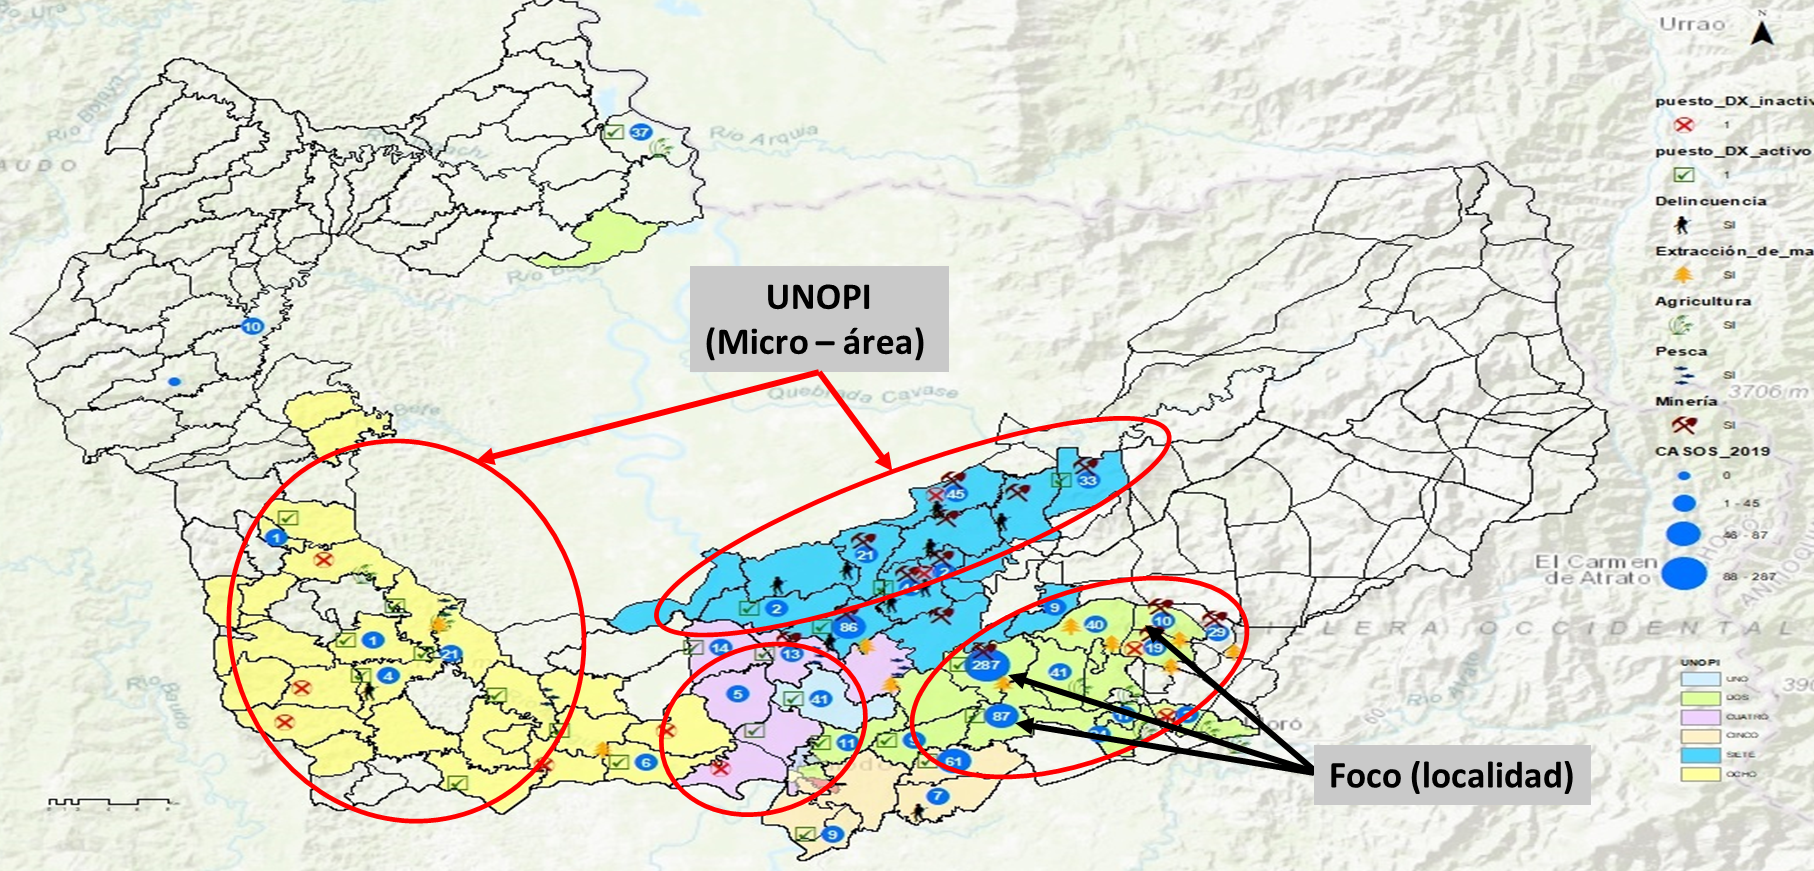 Urrao
N
puesto_DX_inactiv
1
puesto_DX_activo
1
Delincuencia
SI
Extracción_de_ma
SI
Agricultura
SI
Pesca
SI
3706 m
Minería
SI
CASOS_2019
0
1 - 45
46 - 87
88 - 287
El Carmen
de Atrato
UNOPI
UNO
DOS
CUATRO
CINCO
SIETE
OCHO
Río Arquia
UNOPI
(Micro – área)
Quebrada Cavase
Bete
Foco (localidad)
37
10
45
33
21
2
86
9
40
10
29
19
287
41
87
14
13
5
41
11
61
7
9
1
1
21
4
6